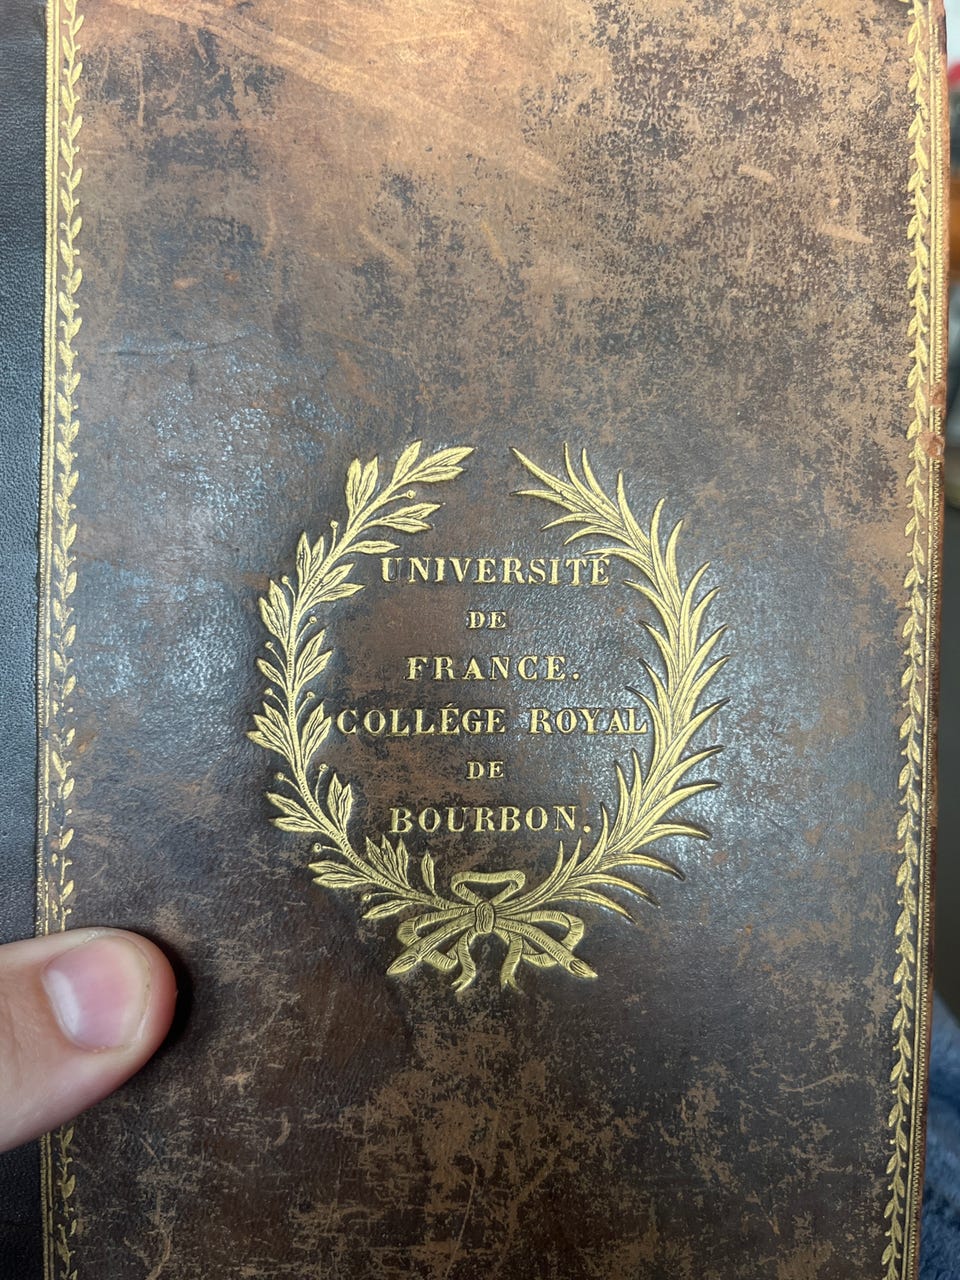 UNIVERSITÉ
DE
FRANCE.
COLLÉGE ROYAL
DE
BOURBON.